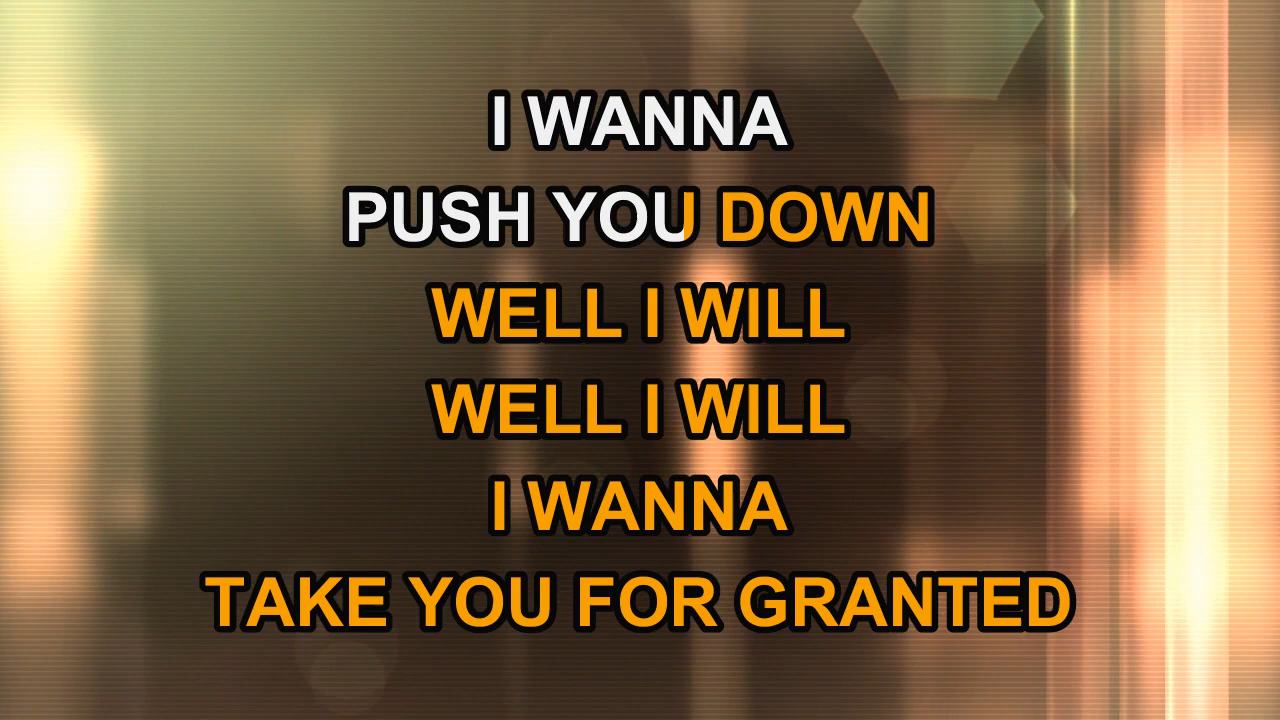 I WANNA
PUSH YOU DOWN
WELL I WILL
WELL I WILL
I WANNA
TAKE YOU FOR GRANTED